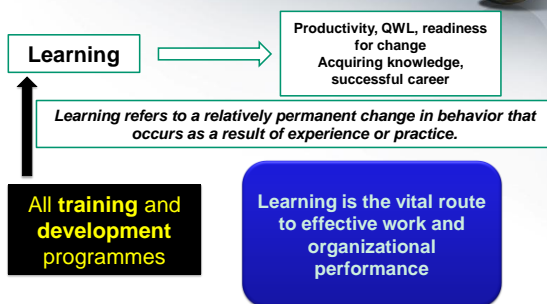 Learning
Productivity, QWL, readiness
for change
Acquiring knowledge,
successful career
Learning refers to a relatively permanent change in behavior that
occurs as a result of experience or practice.
All training and
development
programmes
Learning is the vital route
to effective work and
organizational
performance